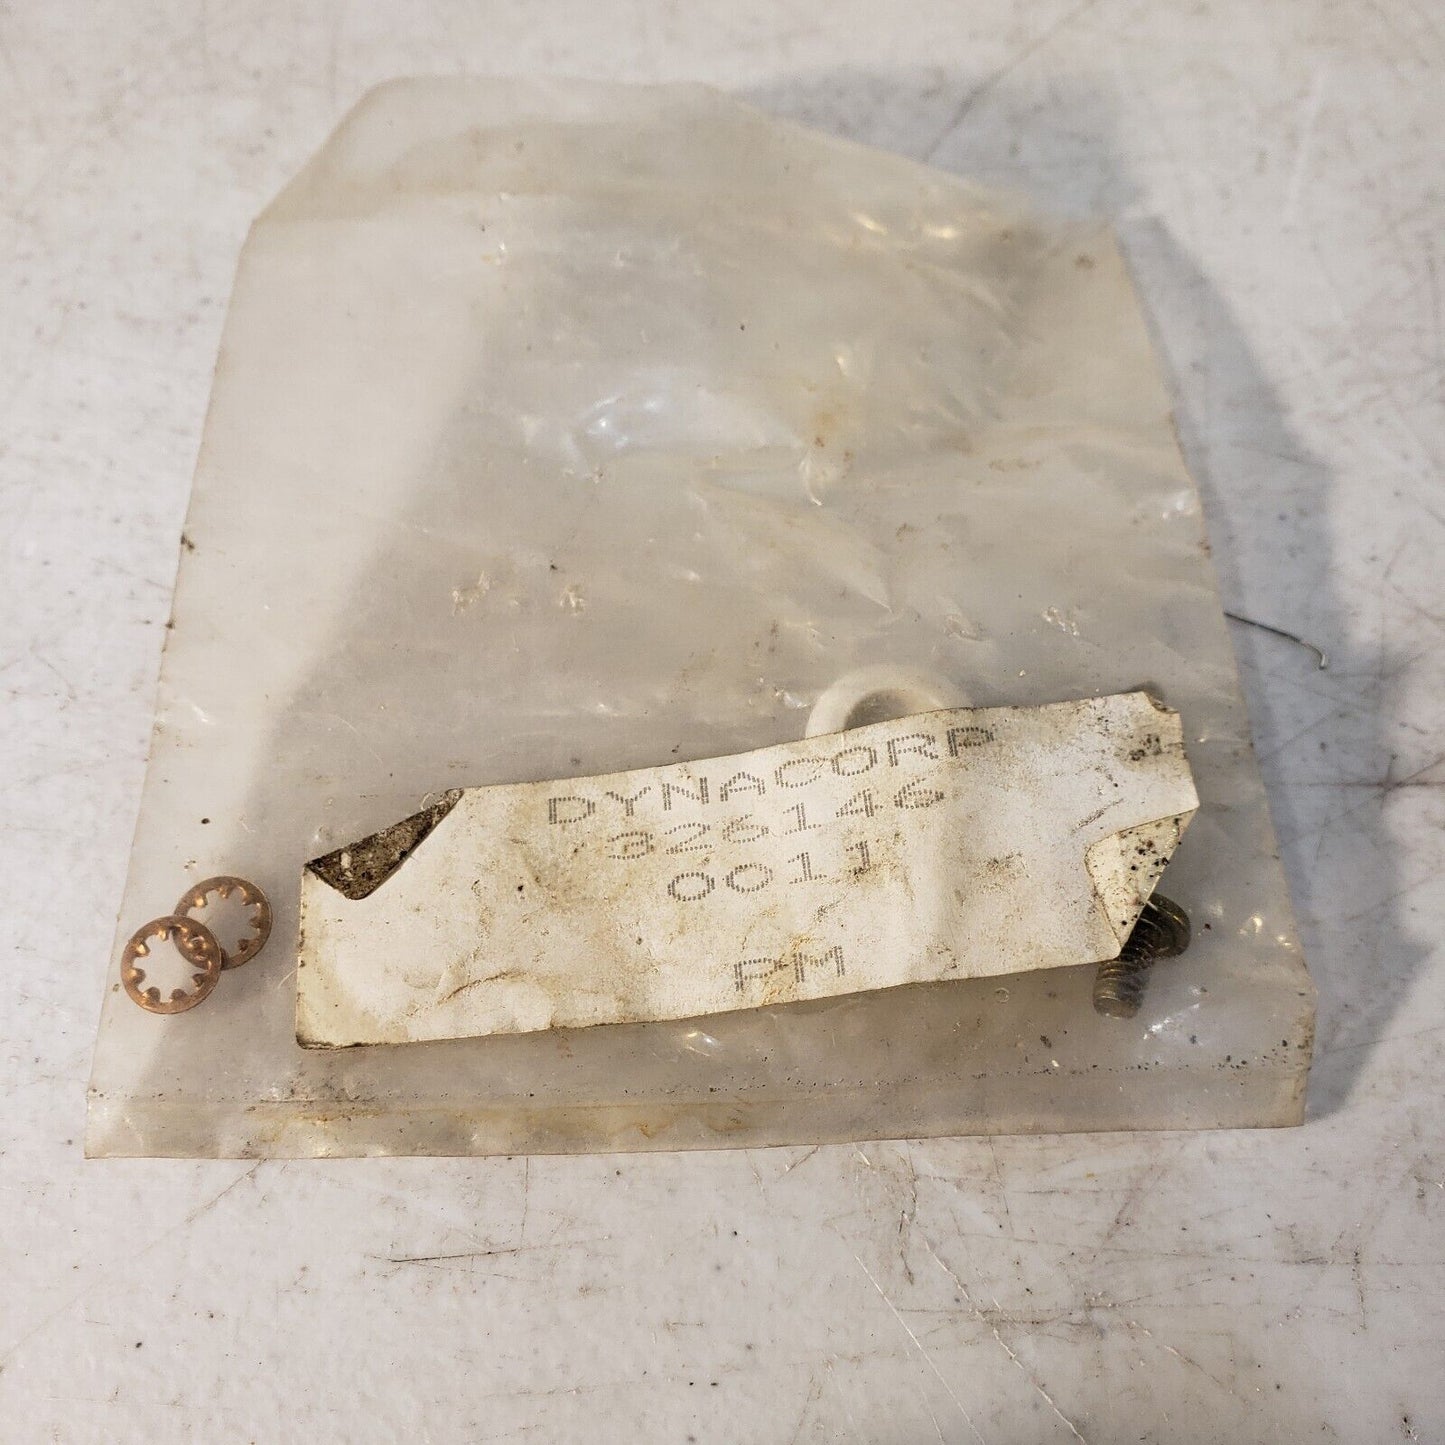 DYNACORP
326146
0011
PM